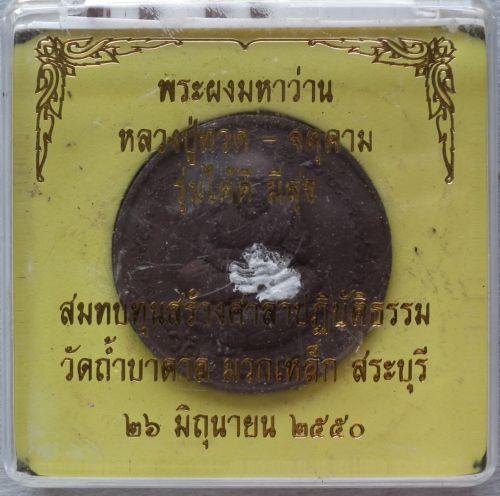 พระผงมหาว่าน
หลวงปู่ทวด - จตุคาม
รุ่นได้ดี มีสุข
สมทบทุนสร้างศาลาปฏิบัติธรรม
วัดถ้ำบาดาล มวกเหล็ก สระบุรี
๒๖ มิถุนายน ๒๕๕๐